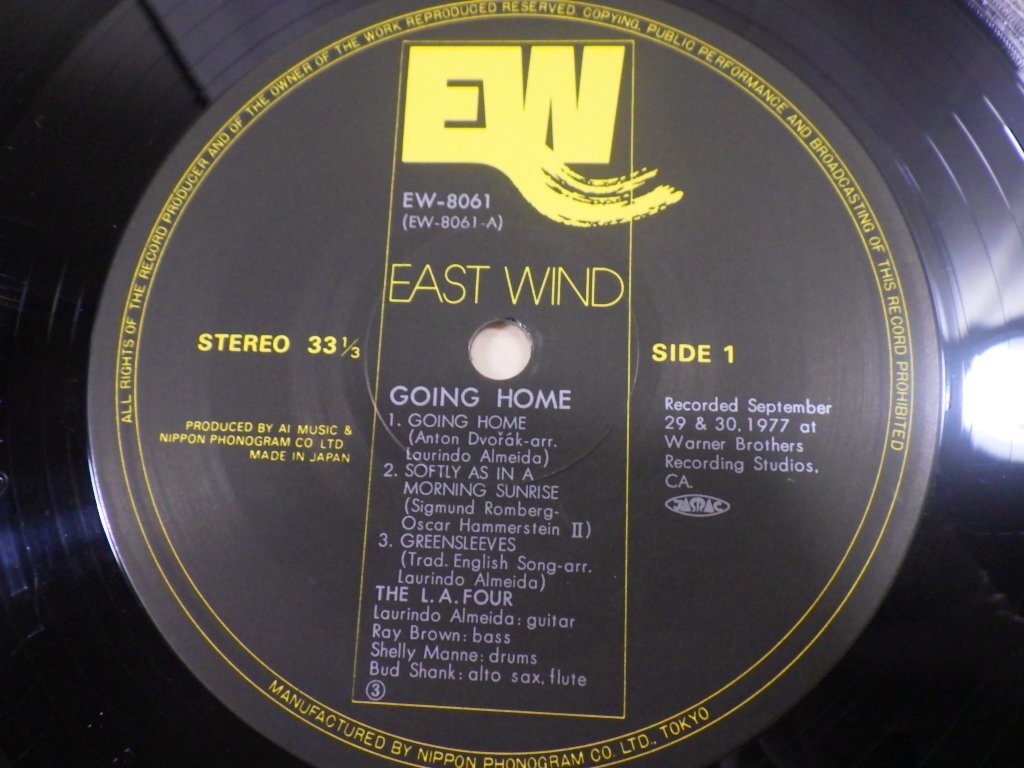 ALL RIGHTS OF THE RECORD PRODUCER AND OF THE OWNER OF THE WORK REPRODUCED RESERVED. COPYING, PUBLIC PERFORMANCE AND BROADCASTING OF THIS RECORD PROHIBITED
EW
EW-8061
(EW-8061-A)
EAST WIND
STEREO 33⅓
SIDE 1
PRODUCED BY AI MUSIC &
NIPPON PHONOGRAM CO LTD
MADE IN JAPAN
GOING HOME
1. GOING HOME
(Anton Dvořák-arr.
Laurindo Almeida)
2. SOFTLY AS IN A
MORNING SUNRISE
(Sigmund Romberg-
Oscar Hammerstein II)
3. GREENSLEEVES
(Trad. English Song-arr.
Laurindo Almeida)
THE L.A. FOUR
Laurindo Almeida: guitar
Ray Brown: bass
Shelly Manne: drums
Bud Shank: alto sax, flute
③
Recorded September
29 & 30, 1977 at
Warner Brothers
Recording Studios,
CA.
JASRAC
MANUFACTURED BY NIPPON PHONOGRAM CO. LTD., TOKYO